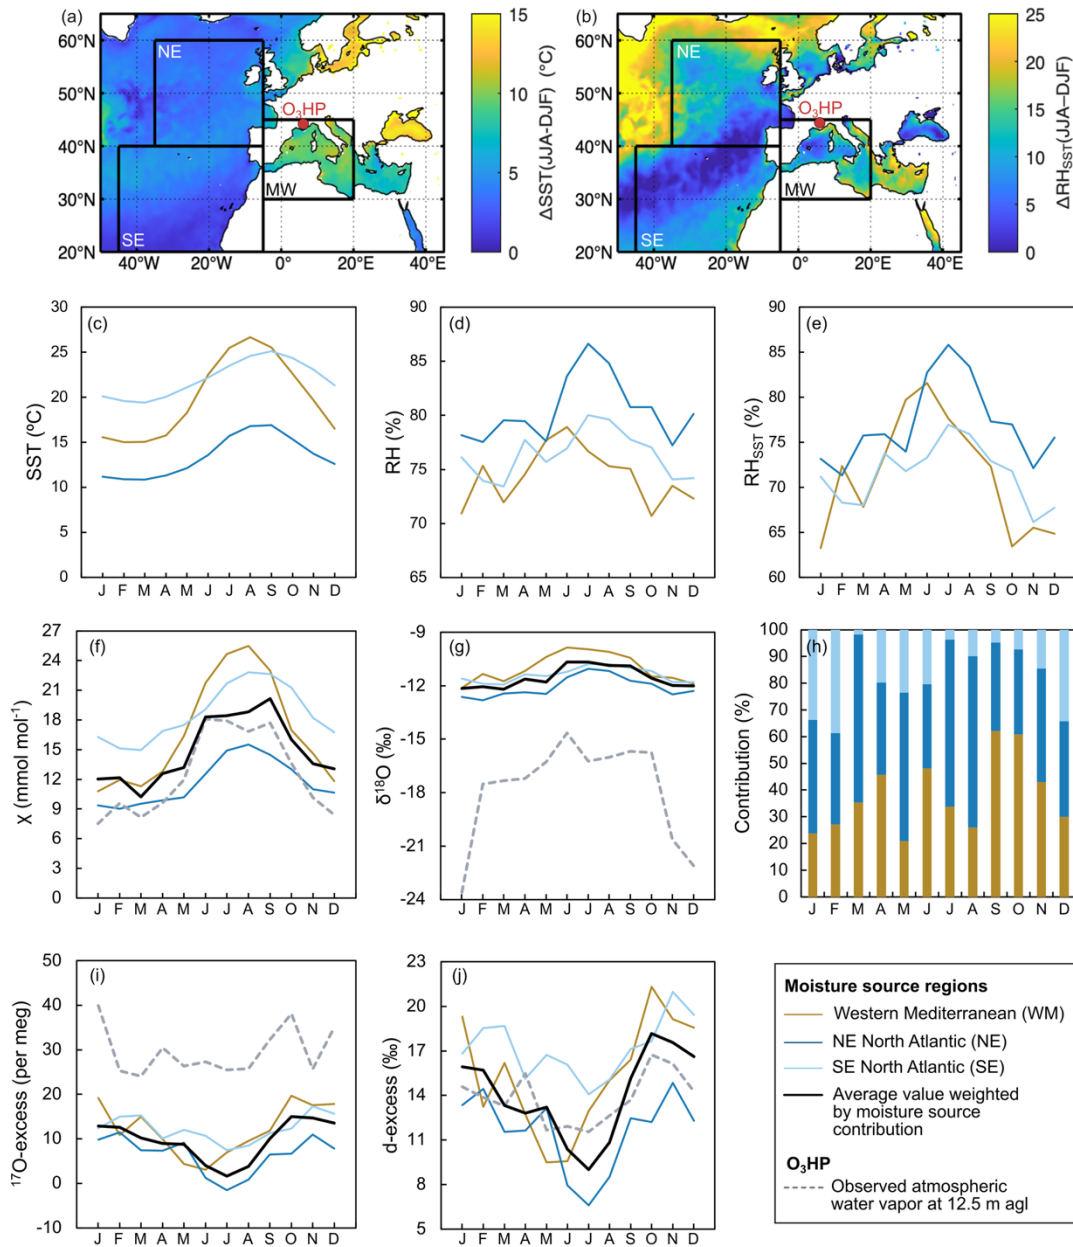 (a)
60°N
50°N
40°N
30°N
20°N
40°W
20°W
0°
20°E
40°E
NE
O₃HP
MW
SE
15
10
5
0
ΔSST(JJA-DJF) (°C)
(b)
60°N
50°N
40°N
30°N
20°N
40°W
20°W
0°
20°E
40°E
NE
O₃HP
MW
SE
25
20
15
10
5
0
ΔRH_SST(JJA–DJF)
(c)
SST (ºC)
30
25
20
15
10
5
0
J F M A M J J A S O N D
(d)
RH (%)
90
85
80
75
70
65
J F M A M J J A S O N D
(e)
RH_SST (%)
90
85
80
75
70
65
60
J F M A M J J A S O N D
(f)
χ (mmol mol⁻¹)
27
24
21
18
15
12
9
6
3
0
J F M A M J J A S O N D
(g)
δ¹⁸O (‰)
-9
-12
-15
-18
-21
-24
J F M A M J J A S O N D
(h)
Contribution (%)
100
90
80
70
60
50
40
30
20
10
0
J F M A M J J A S O N D
(i)
¹⁷O-excess (per meg)
50
40
30
20
10
0
-10
J F M A M J J A S O N D
(j)
d-excess (‰)
23
20
17
14
11
8
5
J F M A M J J A S O N D
Moisture source regions
Western Mediterranean (WM)
NE North Atlantic (NE)
SE North Atlantic (SE)
Average value weighted
by moisture source
contribution
O₃HP
Observed atmospheric
water vapor at 12.5 m agl